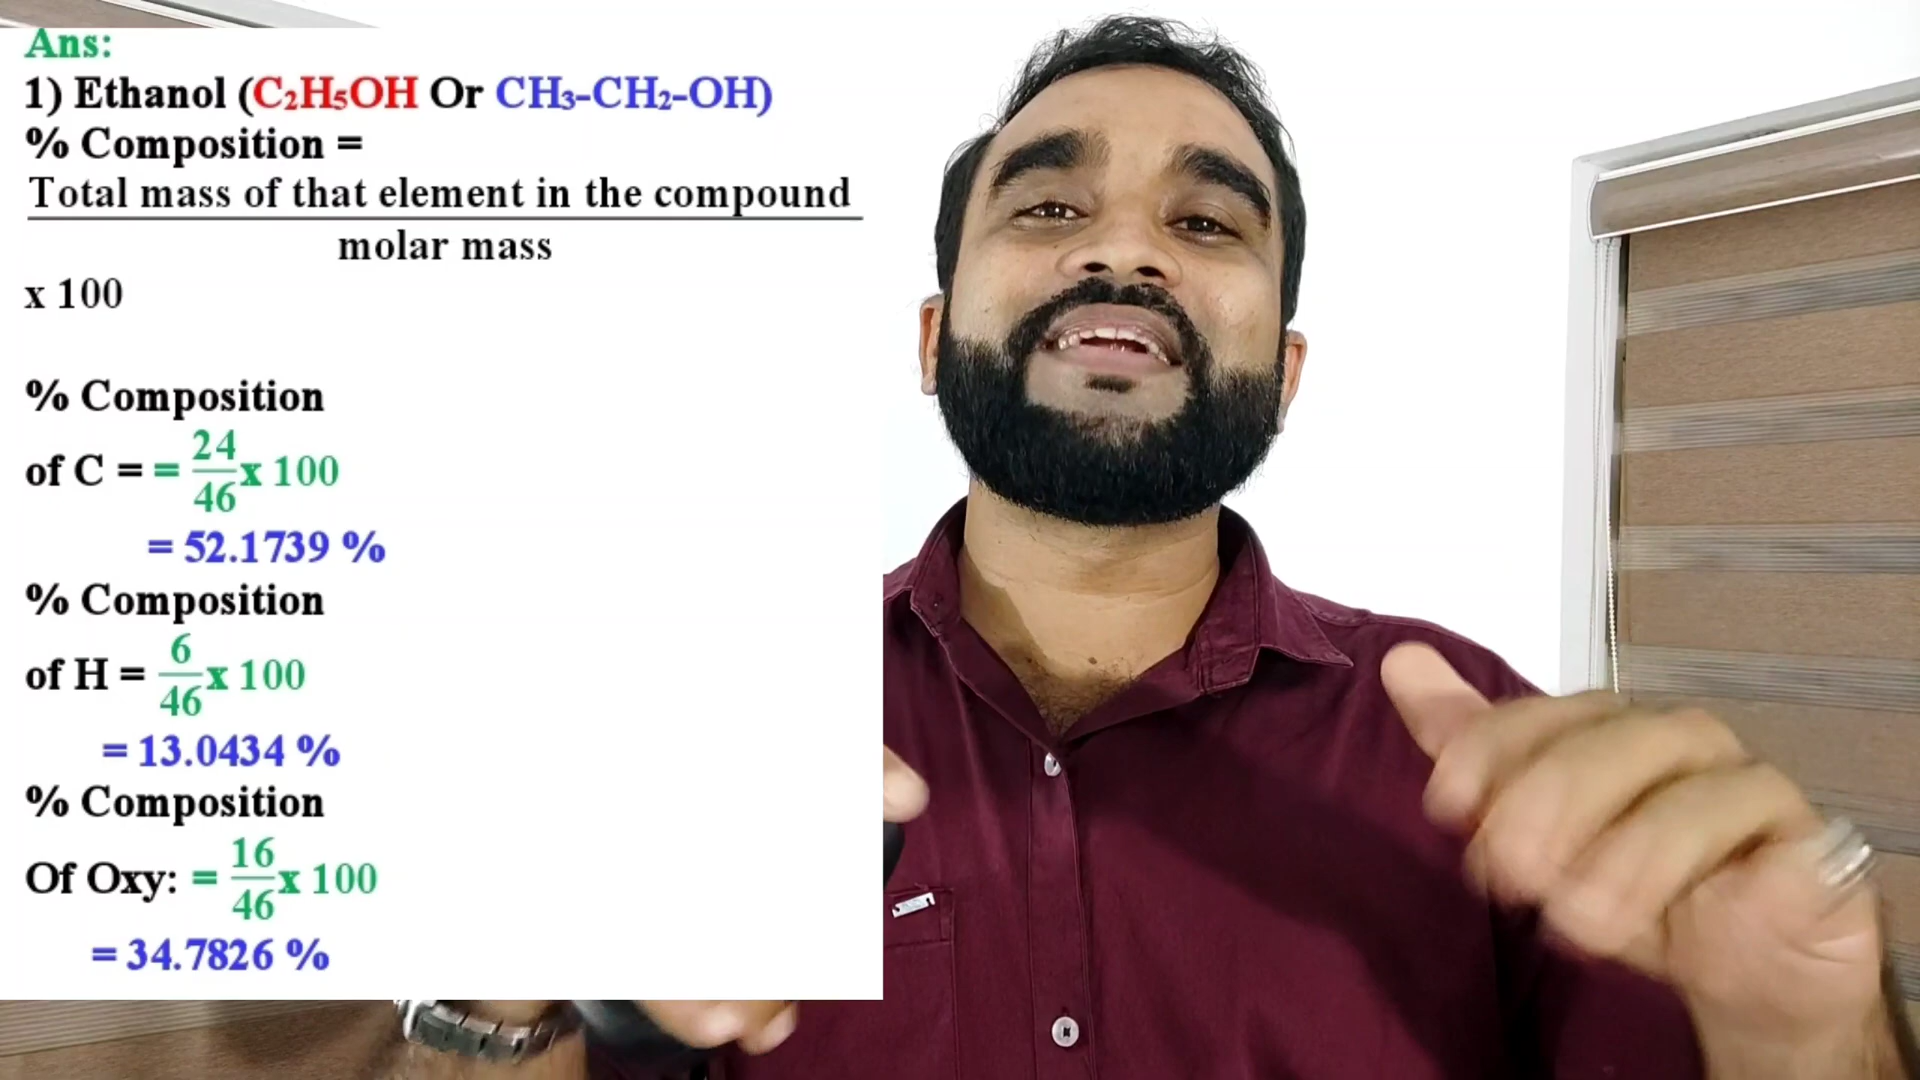 Ans:
1) Ethanol (C₂H₅OH Or CH₃-CH₂-OH)
% Composition =
Total mass of that element in the compound
molar mass
x 100
% Composition
of C = = 24/46 x 100
= 52.1739 %
% Composition
of H = 6/46 x 100
= 13.0434 %
% Composition
Of Oxy: = 16/46 x 100
= 34.7826 %